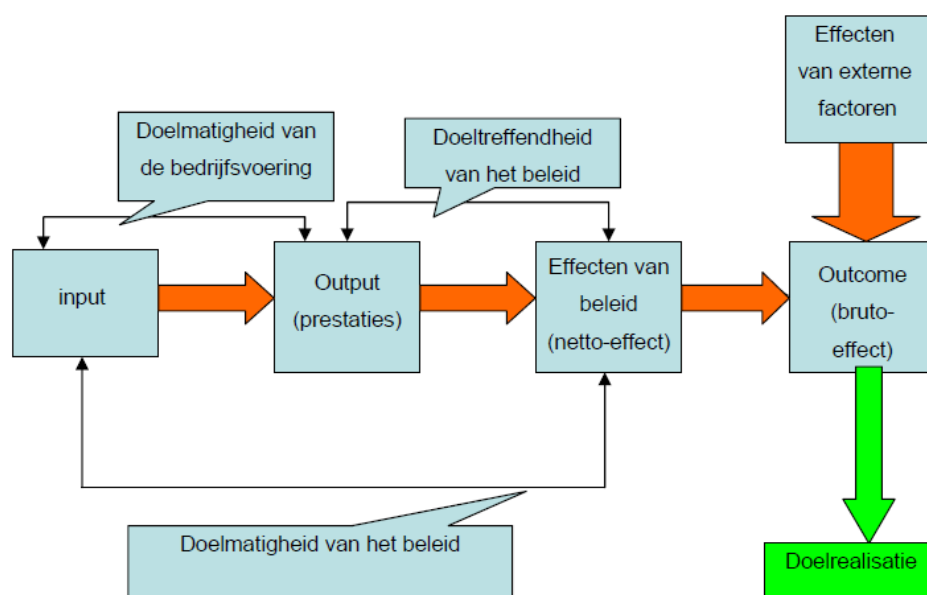 Effecten
van externe
factoren
Doelmatigheid van
de bedrijfsvoering
Doeltreffendheid
van het beleid
input
Output
(prestaties)
Effecten van
beleid
(netto-effect)
Outcome
(bruto-
effect)
Doelmatigheid van het beleid
Doelrealisatie